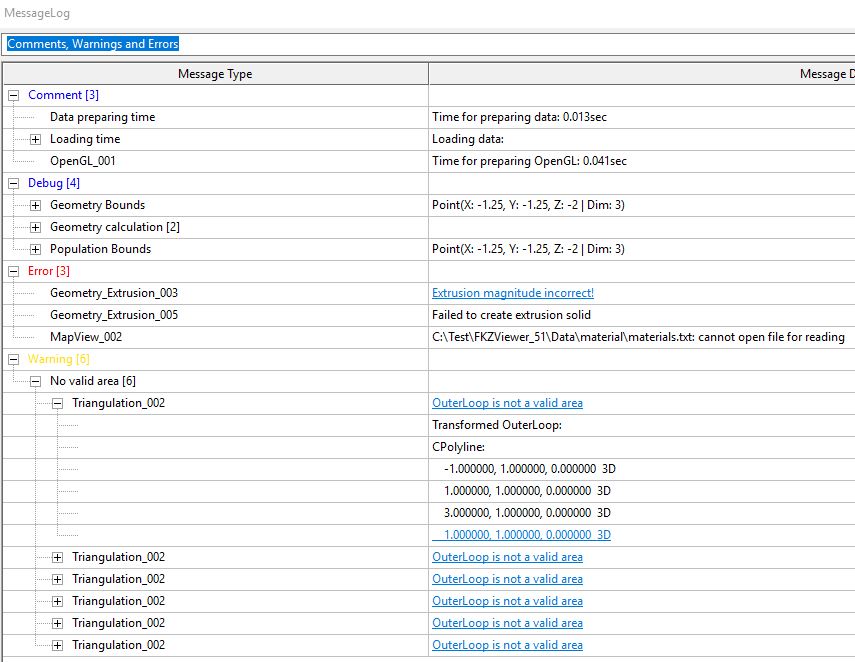 MessageLog
Comments, Warnings and Errors
Message Type Message D
Comment [3]
Data preparing time Time for preparing data: 0.013sec
Loading time Loading data:
OpenGL_001 Time for preparing OpenGL: 0.041sec
Debug [4]
Geometry Bounds Point(X: -1.25, Y: -1.25, Z: -2 | Dim: 3)
Geometry calculation [2]
Population Bounds Point(X: -1.25, Y: -1.25, Z: -2 | Dim: 3)
Error [3]
Geometry_Extrusion_003 Extrusion magnitude incorrect!
Geometry_Extrusion_005 Failed to create extrusion solid
MapView_002 C:\Test\FKZViewer_51\Data\material\materials.txt: cannot open file for reading
Warning [6]
No valid area [6]
Triangulation_002 OuterLoop is not a valid area
Transformed OuterLoop:
CPolyline:
-1.000000, 1.000000, 0.000000 3D
1.000000, 1.000000, 0.000000 3D
3.000000, 1.000000, 0.000000 3D
1.000000, 1.000000, 0.000000 3D
Triangulation_002 OuterLoop is not a valid area
Triangulation_002 OuterLoop is not a valid area
Triangulation_002 OuterLoop is not a valid area
Triangulation_002 OuterLoop is not a valid area
Triangulation_002 OuterLoop is not a valid area